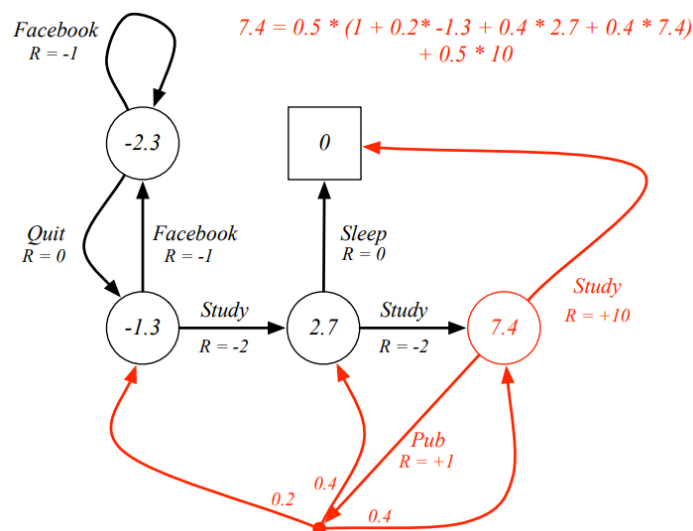 Facebook
R = -1
7.4 = 0.5 * (1 + 0.2* -1.3 + 0.4 * 2.7 + 0.4 * 7.4)
+ 0.5 * 10
-2.3
0
Quit
R = 0
Facebook
R = -1
Sleep
R = 0
Study
R = +10
-1.3
Study
R = -2
2.7
Study
R = -2
7.4
Pub
R = +1
0.2
0.4
0.4